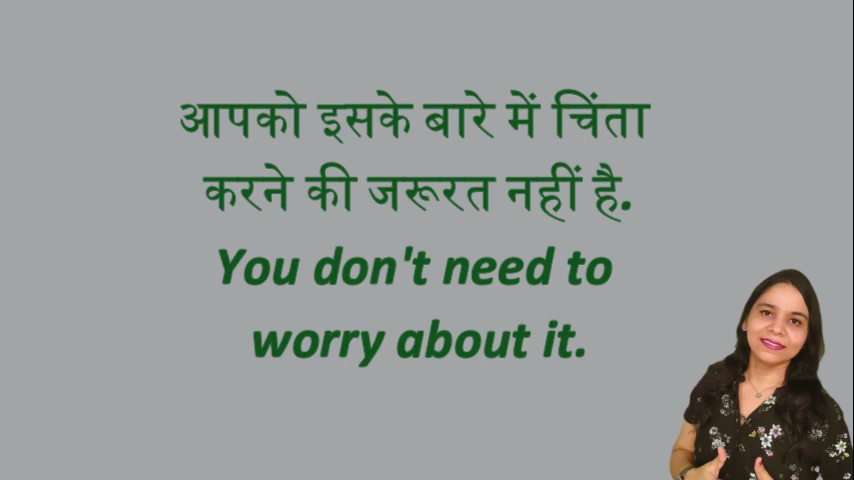 आपको इसके बारे में चिंता
करने की जरूरत नहीं है.
You don't need to
worry about it.